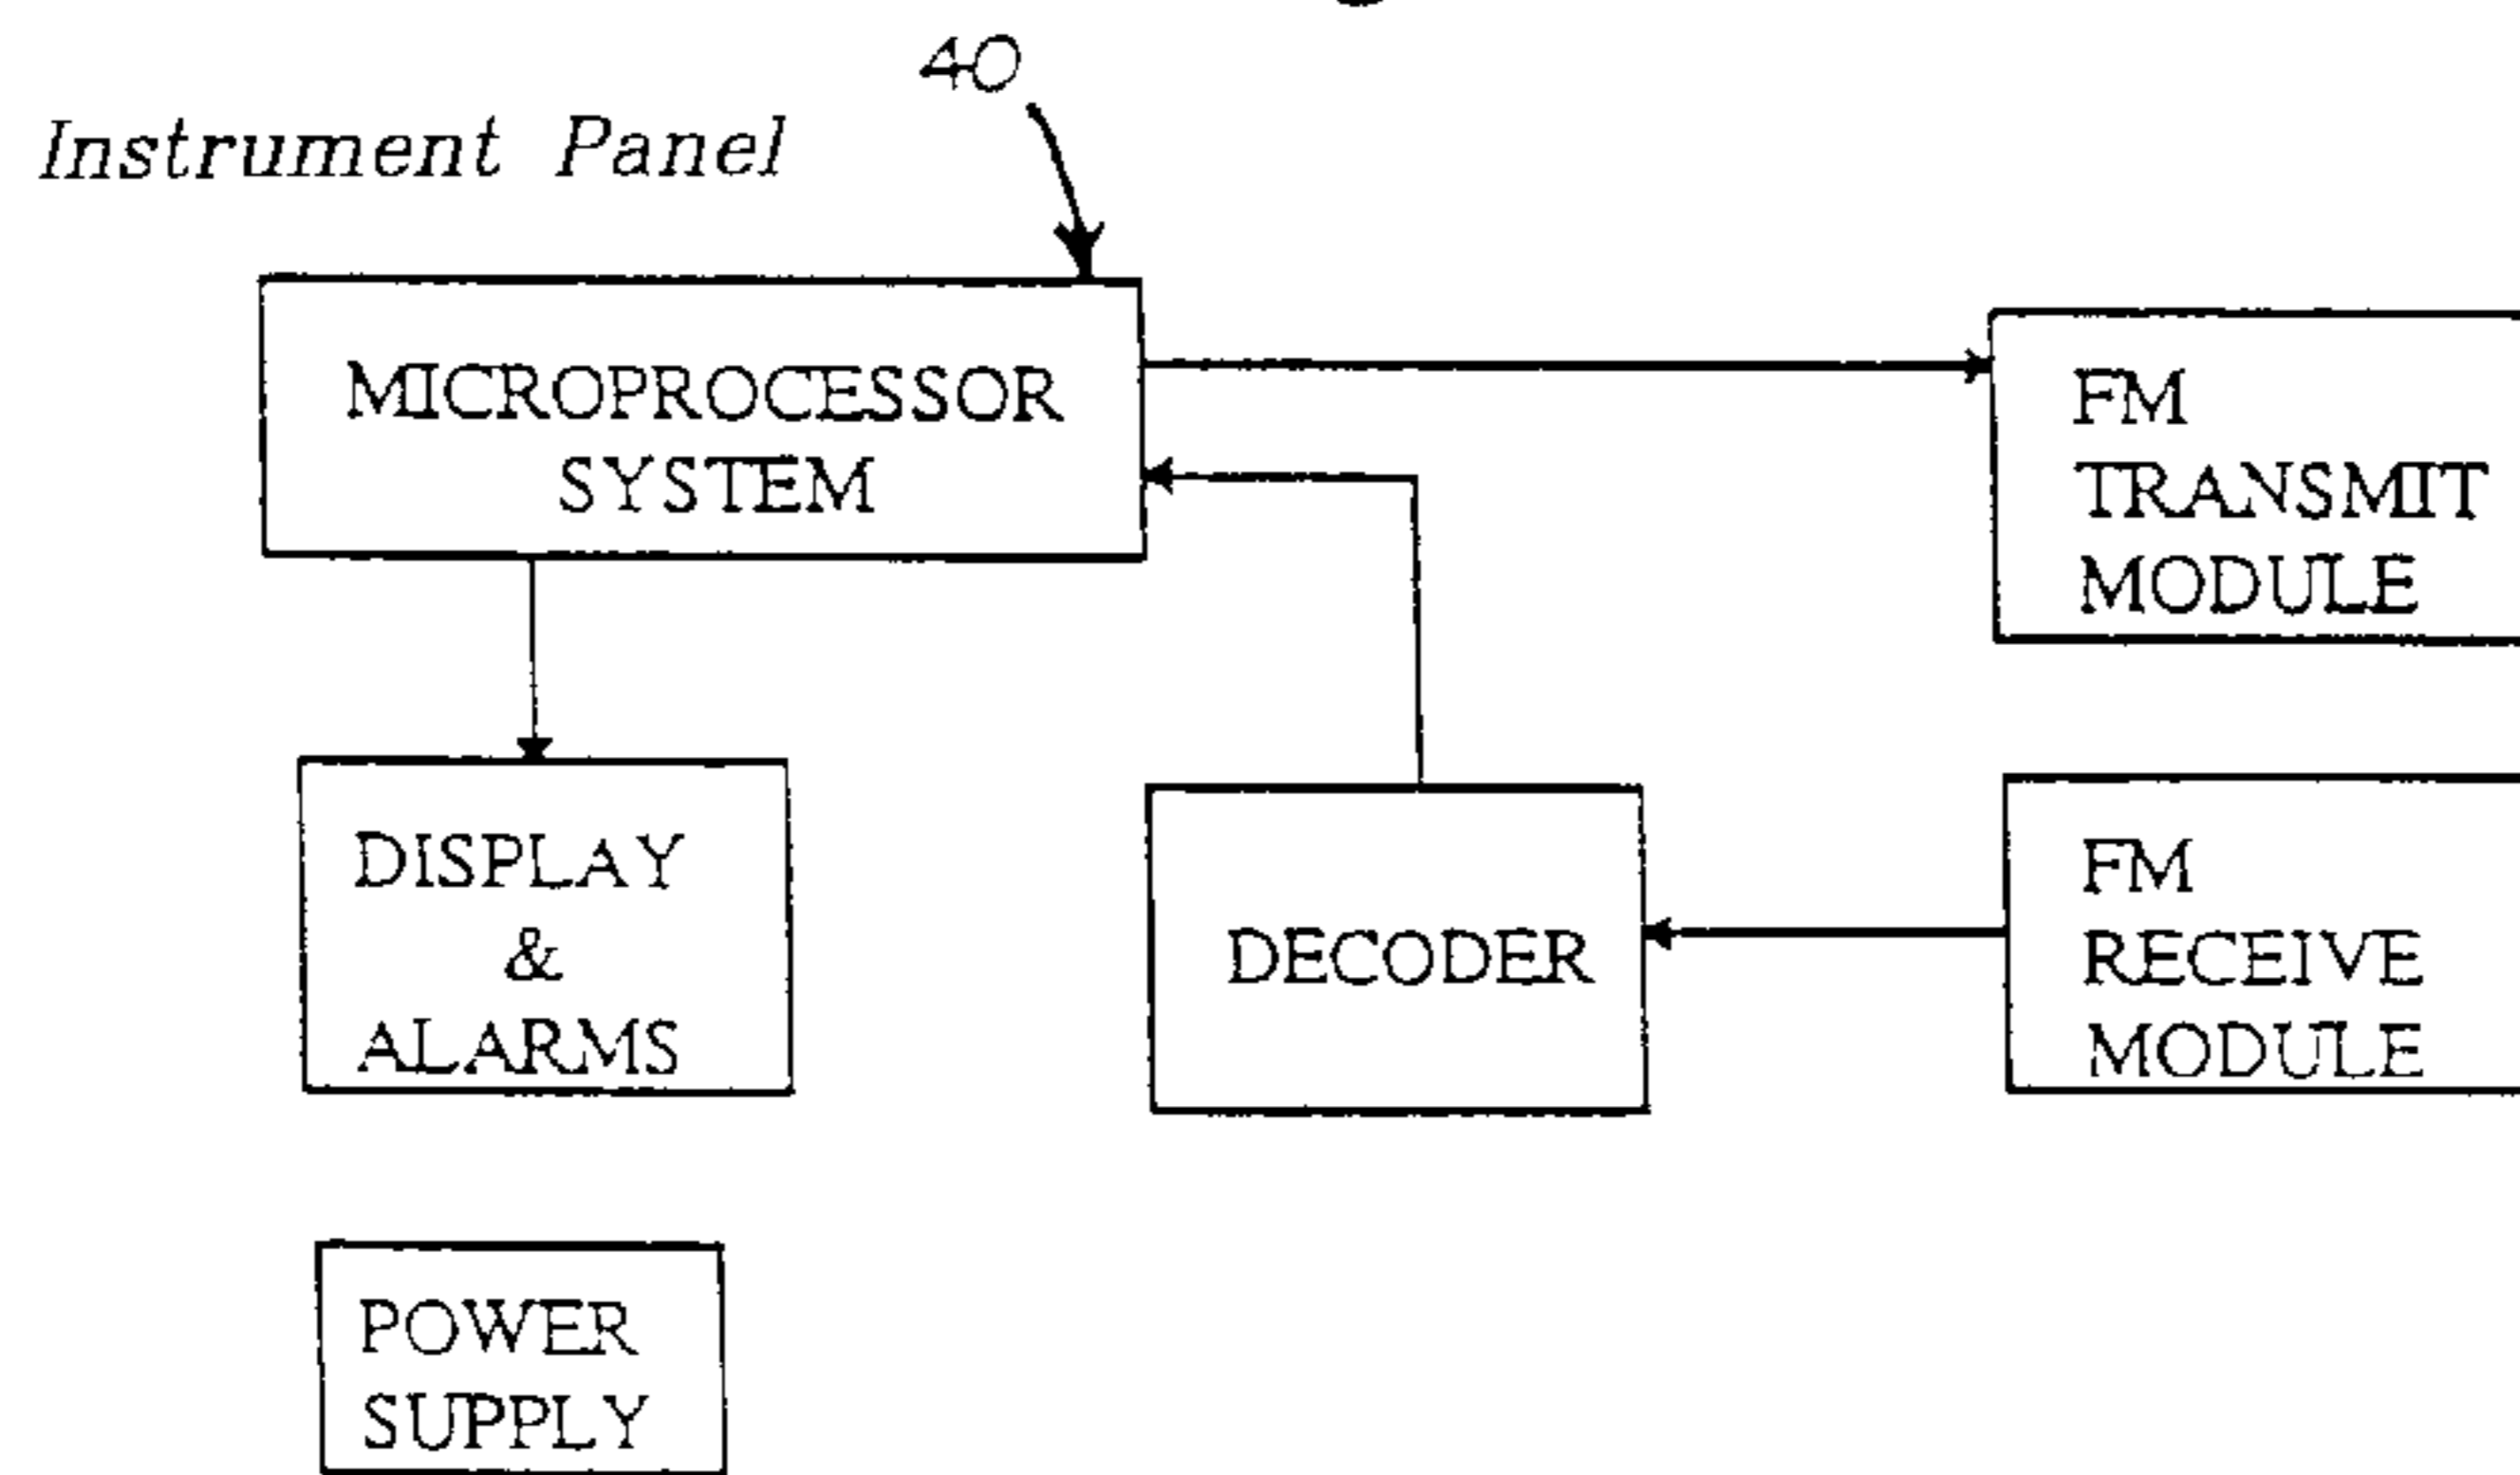 40
Instrument Panel
MICROPROCESSOR
SYSTEM
FM
TRANSMIT
MODULE
DISPLAY
&
ALARMS
DECODER
FM
RECEIVE
MODULE
POWER
SUPPLY